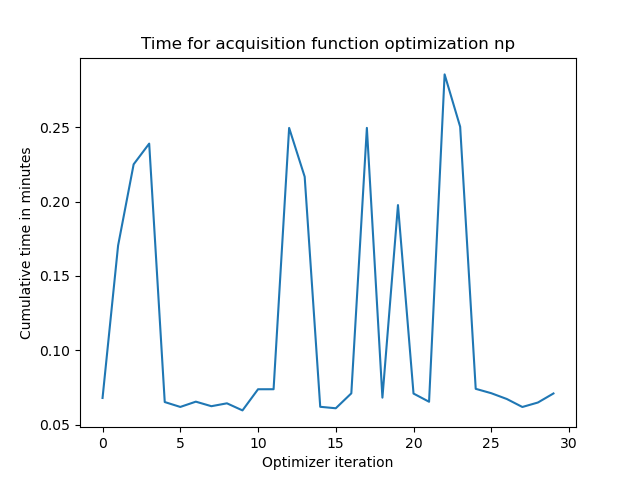 Time for acquisition function optimization np
Cumulative time in minutes
0.25
0.20
0.15
0.10
0.05
0 5 10 15 20 25 30
Optimizer iteration